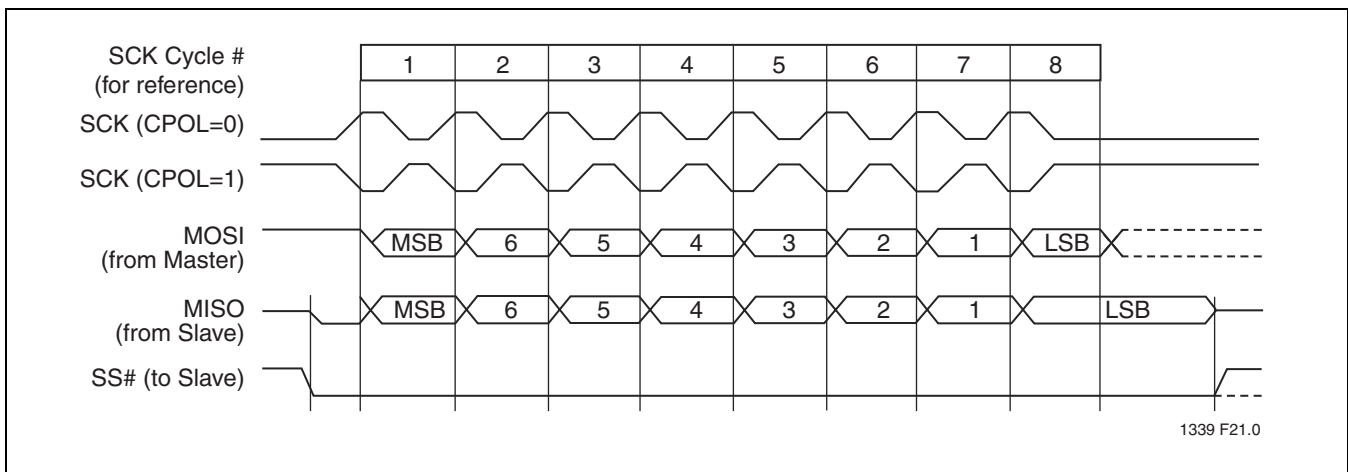 SCK Cycle #
(for reference)
1 2 3 4 5 6 7 8
SCK (CPOL=0)
SCK (CPOL=1)
MOSI
(from Master)
MSB 6 5 4 3 2 1 LSB
MISO
(from Slave)
MSB 6 5 4 3 2 1 LSB
SS# (to Slave)
1339 F21.0